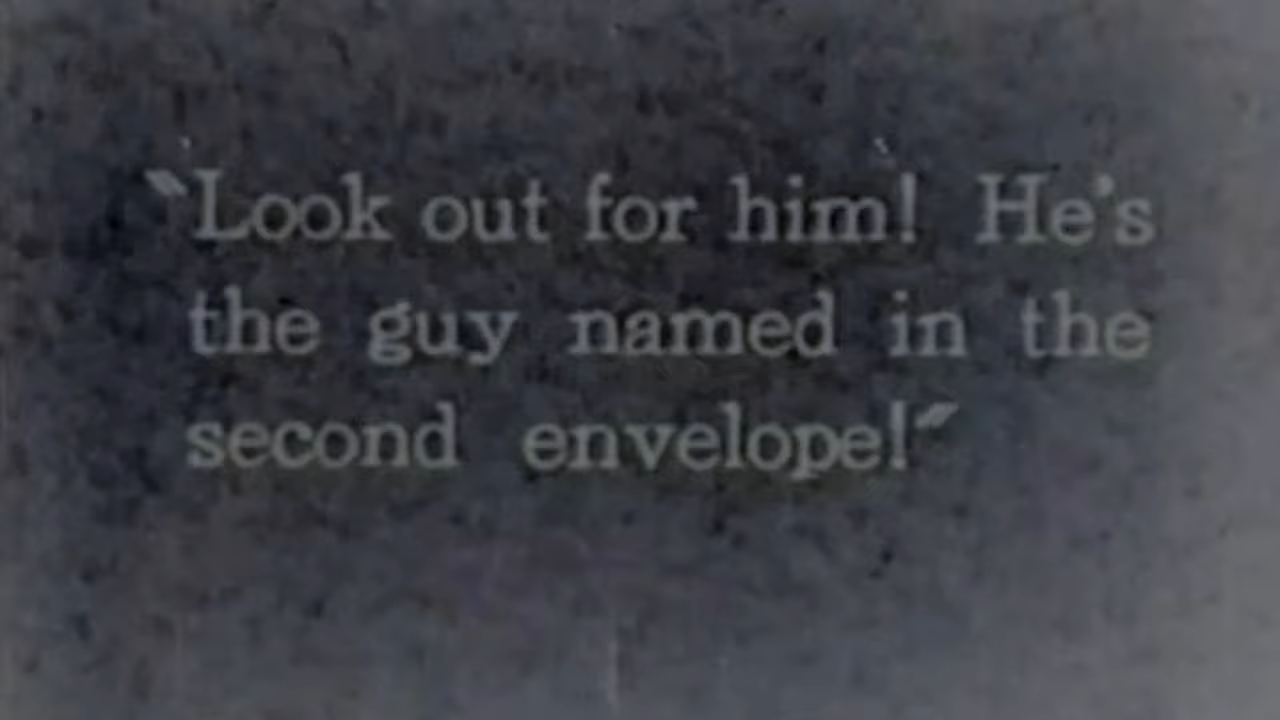 "Look out for him! He's
the guy named in the
second envelope!"